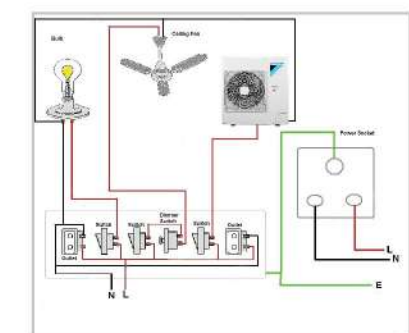 Bulb
Ceiling Fan
Power Socket
Switch
Switch
Dimmer
Switch
Switch
Outlet
Outlet
L
N
N L
E